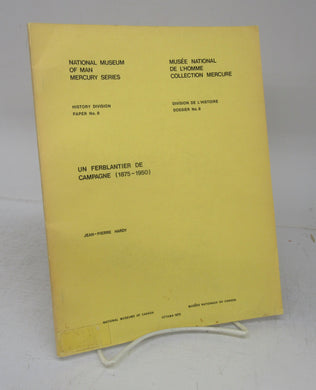 NATIONAL MUSEUM
OF MAN
MERCURY SERIES
MUSÉE NATIONAL
DE L'HOMME
COLLECTION MERCURE
HISTORY DIVISION
PAPER No. 8
DIVISION DE L'HISTOIRE
DOSSIER No. 8
UN FERBLANTIER DE
CAMPAGNE (1875-1950)
JEAN-PIERRE HARDY
NATIONAL MUSEUMS OF CANADA
OTTAWA
MUSÉES NATIONAUX DU CANADA